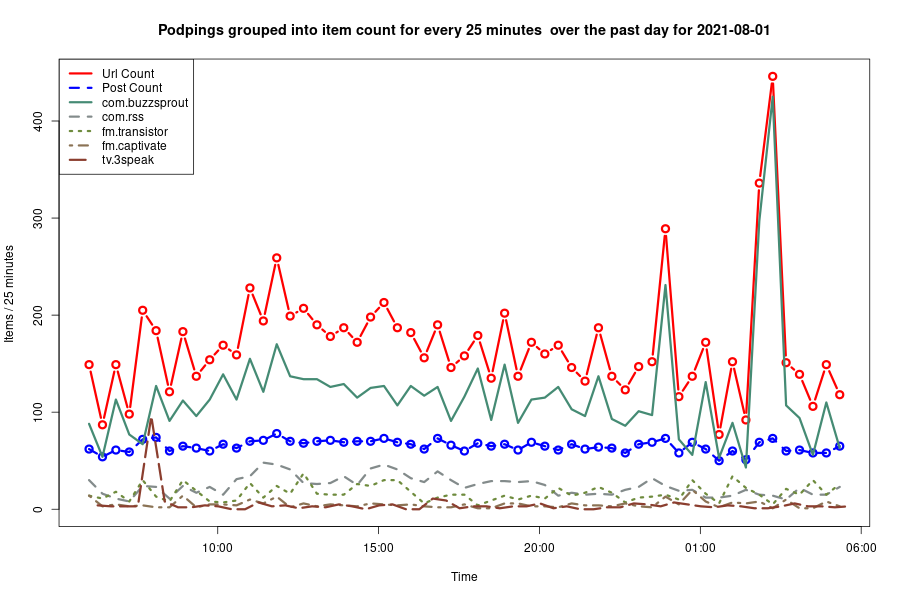 Podpings grouped into item count for every 25 minutes  over the past day for 2021-08-01
Url Count
Post Count
com.buzzsprout
com.rss
fm.transistor
fm.captivate
tv.3speak
Items / 25 minutes
400
300
200
100
0
10:00 15:00 20:00 01:00 06:00
Time